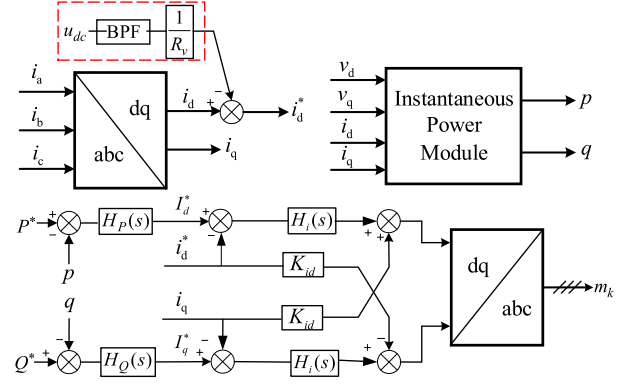 u_dc BPF 1/R_v
i_a
i_b
i_c
dq
abc
i_d + −
i_d^*
i_q
v_d
v_q
i_d
i_q
Instantaneous
Power
Module
p
q
P^* + − H_P(s) I_d^* + − H_i(s) + +
i_d^* K_id
p
q
i_q K_id
Q^* + − H_Q(s) I_q^* + − H_i(s) + −
dq
abc
m_k